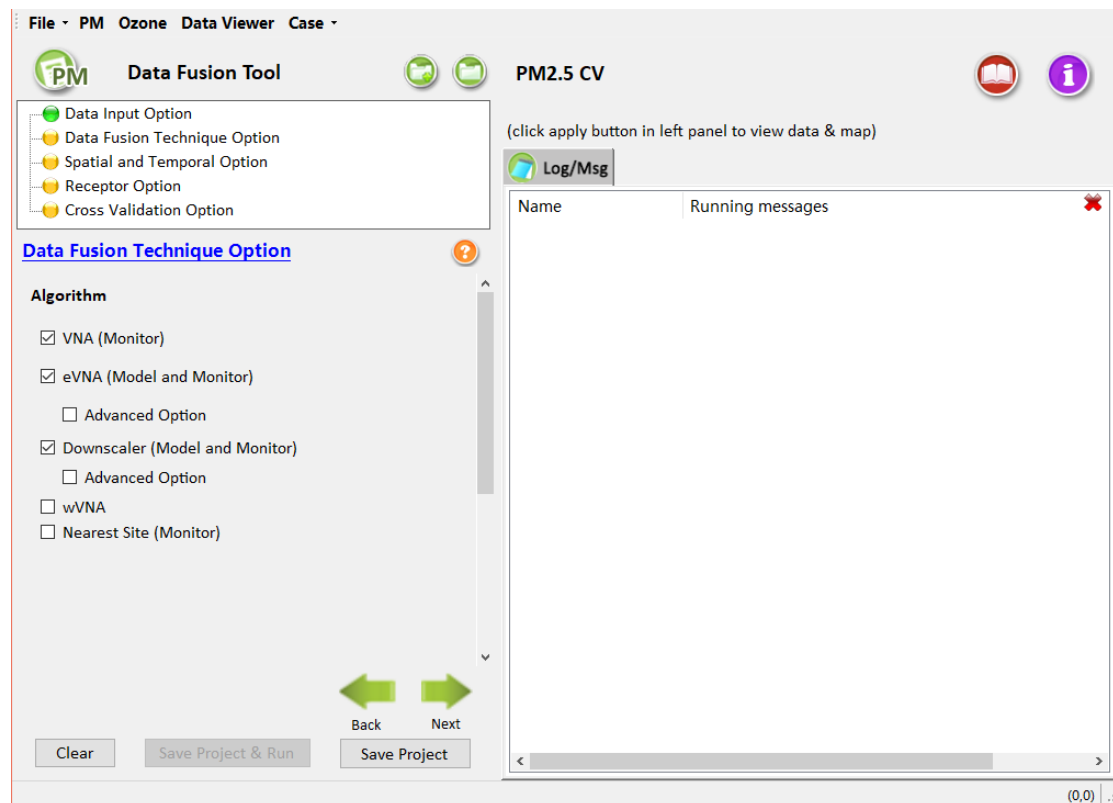 File PM Ozone Data Viewer Case
PM Data Fusion Tool
Data Input Option
Data Fusion Technique Option
Spatial and Temporal Option
Receptor Option
Cross Validation Option
Data Fusion Technique Option ?
Algorithm
VNA (Monitor)
eVNA (Model and Monitor)
Advanced Option
Downscaler (Model and Monitor)
Advanced Option
wVNA
Nearest Site (Monitor)
Back Next
Clear Save Project & Run Save Project
PM2.5 CV i
(click apply button in left panel to view data & map)
Log/Msg
Name Running messages
(0,0)